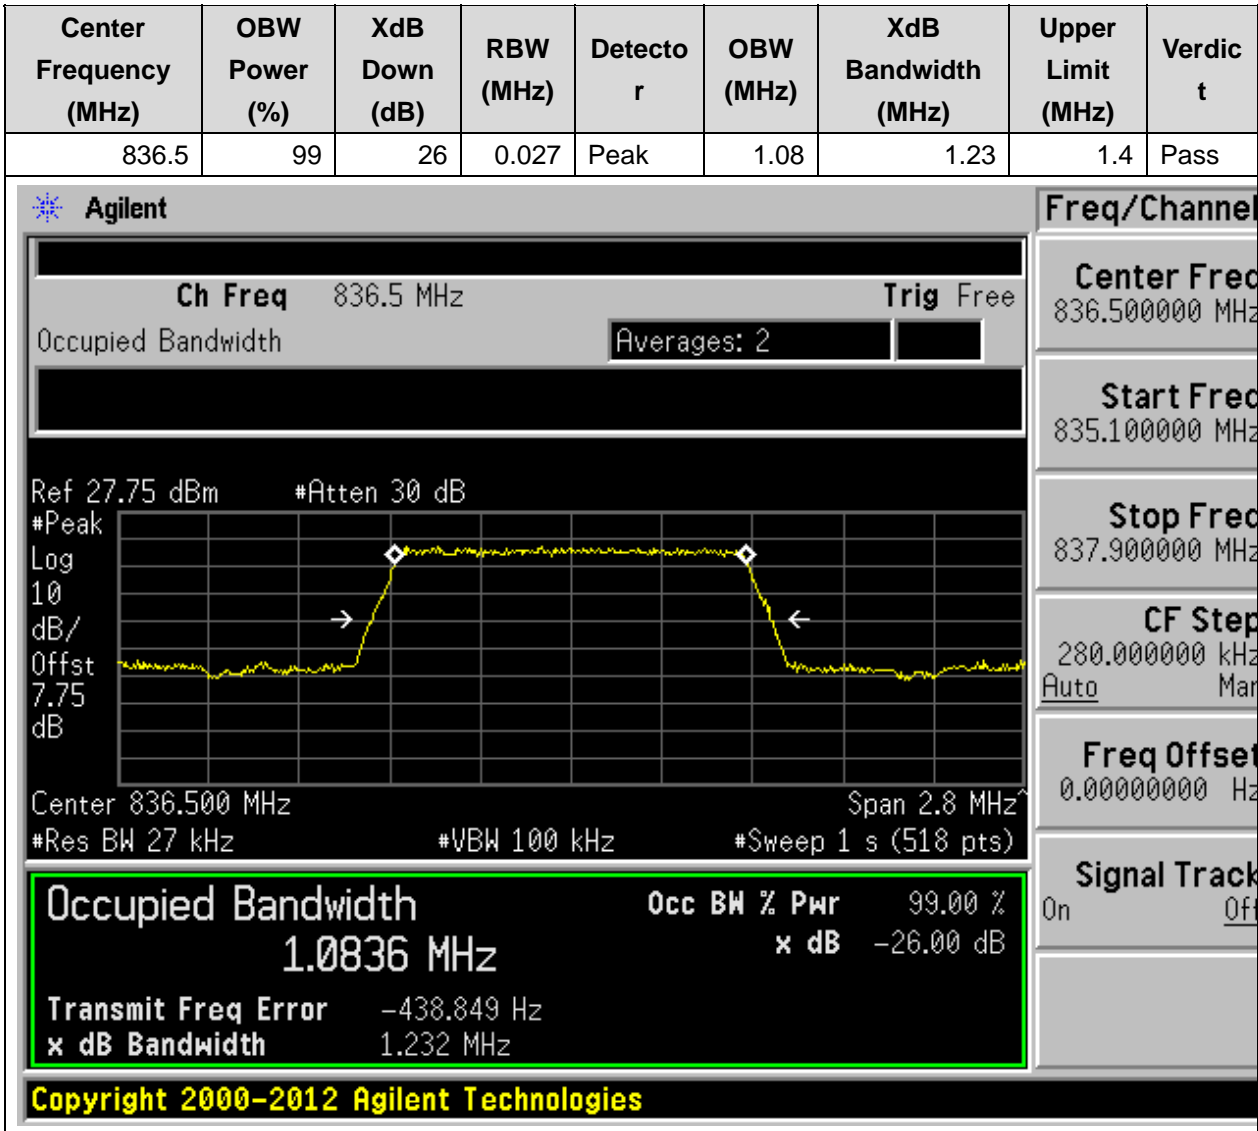 Center Frequency (MHz) OBW Power (%) XdB Down (dB) RBW (MHz) Detecto r OBW (MHz) XdB Bandwidth (MHz) Upper Limit (MHz) Verdic t
836.5 99 26 0.027 Peak 1.08 1.23 1.4 Pass
Agilent
Freq/Channel
Ch Freq 836.5 MHz Trig Free
Occupied Bandwidth Averages: 2
Center Freq
836.500000 MHz
Start Freq
835.100000 MHz
Stop Freq
837.900000 MHz
CF Step
280.000000 kHz
Auto Man
Freq Offset
0.00000000 Hz
Signal Track
On Off
Ref 27.75 dBm #Atten 30 dB
#Peak
Log
10
dB/
Offst
7.75
dB
Center 836.500 MHz Span 2.8 MHz^
#Res BW 27 kHz #VBW 100 kHz #Sweep 1 s (518 pts)
Occupied Bandwidth Occ BW % Pwr 99.00 %
1.0836 MHz x dB -26.00 dB
Transmit Freq Error -438.849 Hz
x dB Bandwidth 1.232 MHz
Copyright 2000-2012 Agilent Technologies